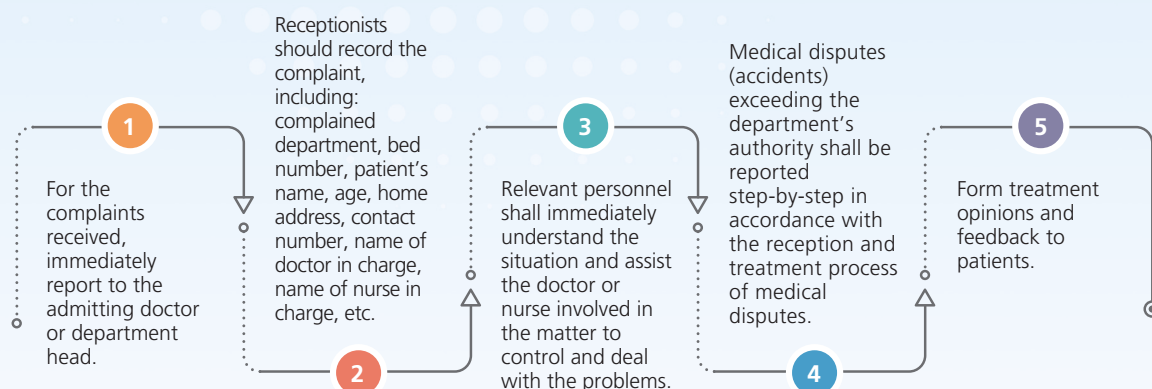 1
For the
complaints
received,
immediately
report to the
admitting doctor
or department
head.
Receptionists
should record the
complaint,
including:
complained
department, bed
number, patient's
name, age, home
address, contact
number, name of
doctor in charge,
name of nurse in
charge, etc.
2
3
Relevant personnel
shall immediately
understand the
situation and assist
the doctor or
nurse involved in
the matter to
control and deal
with the problems.
Medical disputes
(accidents)
exceeding the
department's
authority shall be
reported
step-by-step in
accordance with
the reception and
treatment process
of medical
disputes.
4
5
Form treatment
opinions and
feedback to
patients.